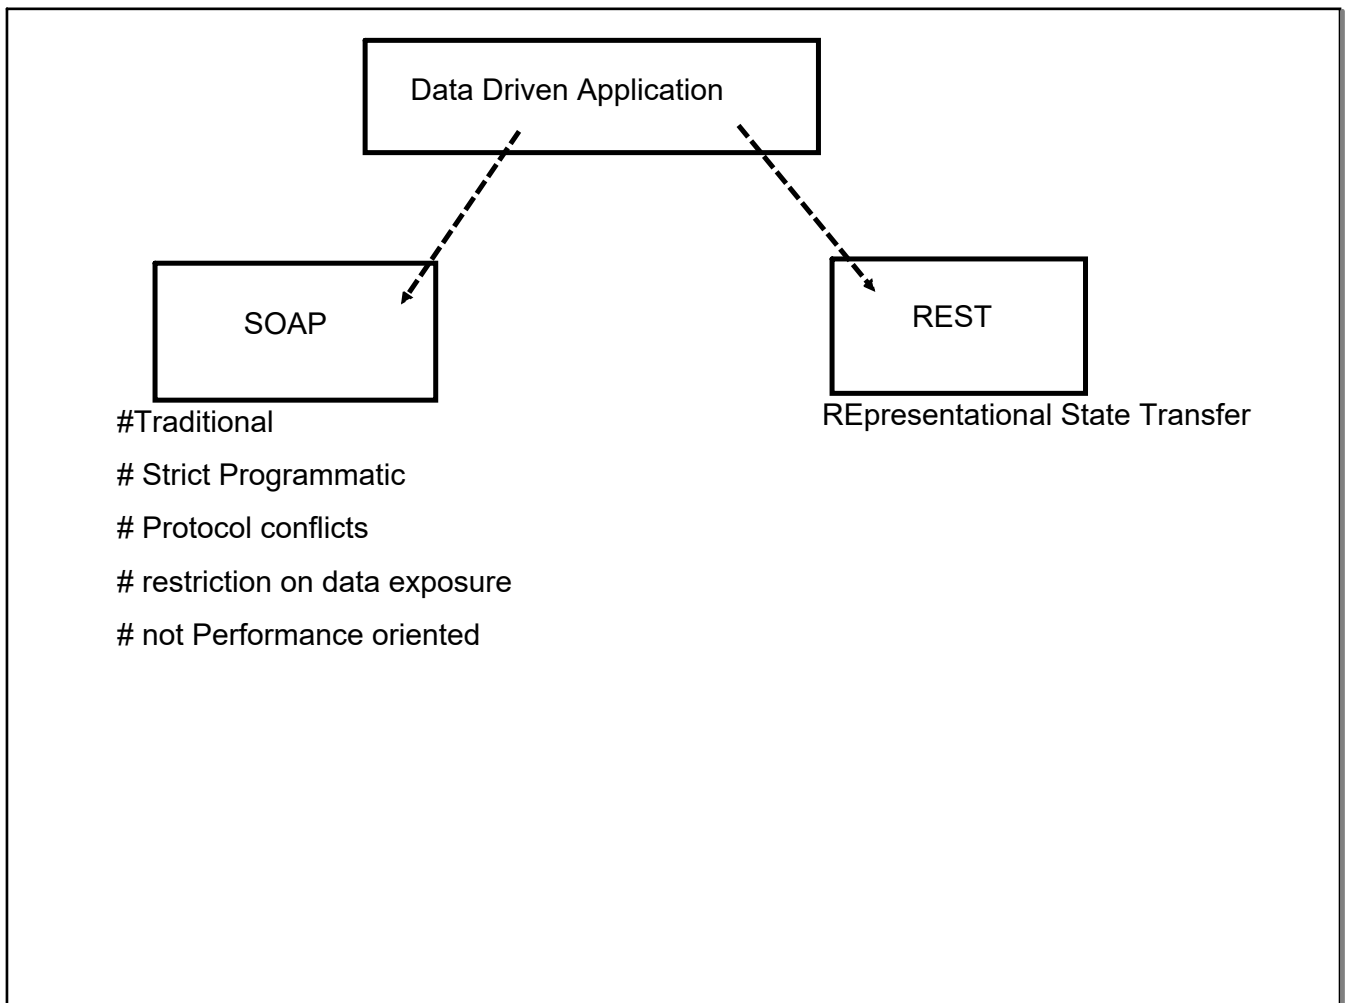 Data Driven Application
SOAP
REST
#Traditional
# Strict Programmatic
# Protocol conflicts
# restriction on data exposure
# not Performance oriented
REpresentational State Transfer